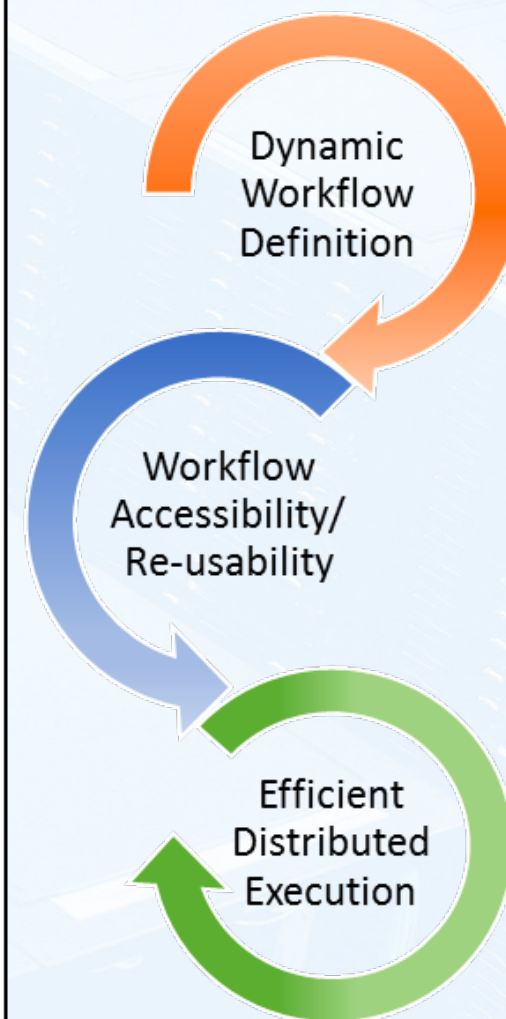 Dynamic
Workflow
Definition
Workflow
Accessibility/
Re-usability
Efficient
Distributed
Execution